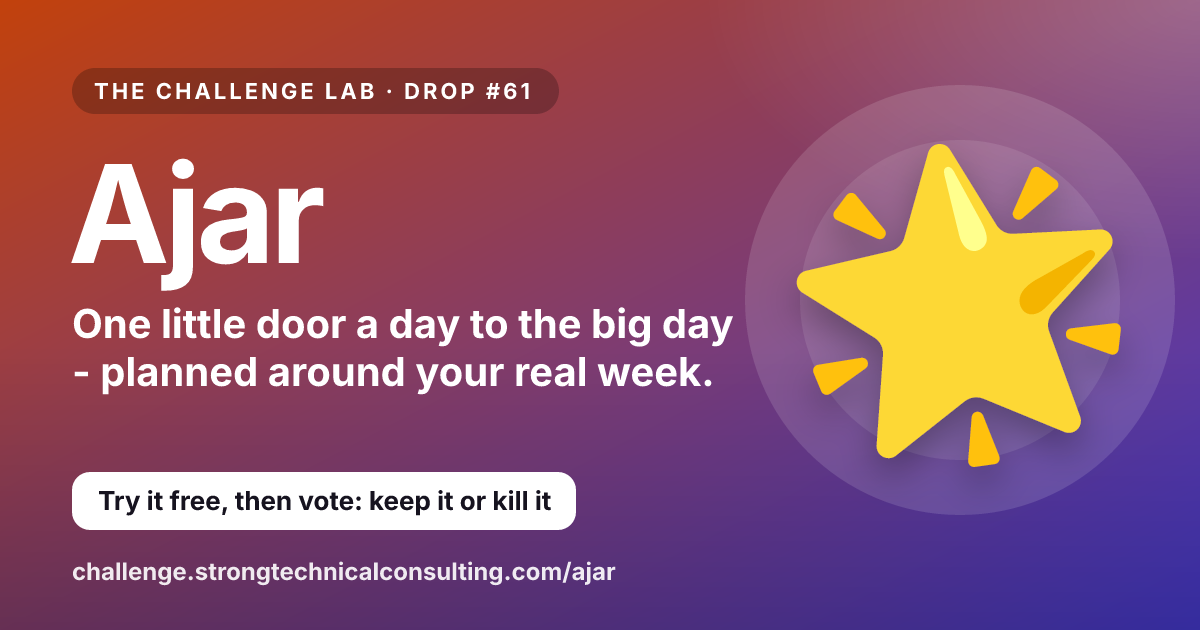 THE CHALLENGE LAB · DROP #61
Ajar
One little door a day to the big day
- planned around your real week.
Try it free, then vote: keep it or kill it
challenge.strongtechnicalconsulting.com/ajar